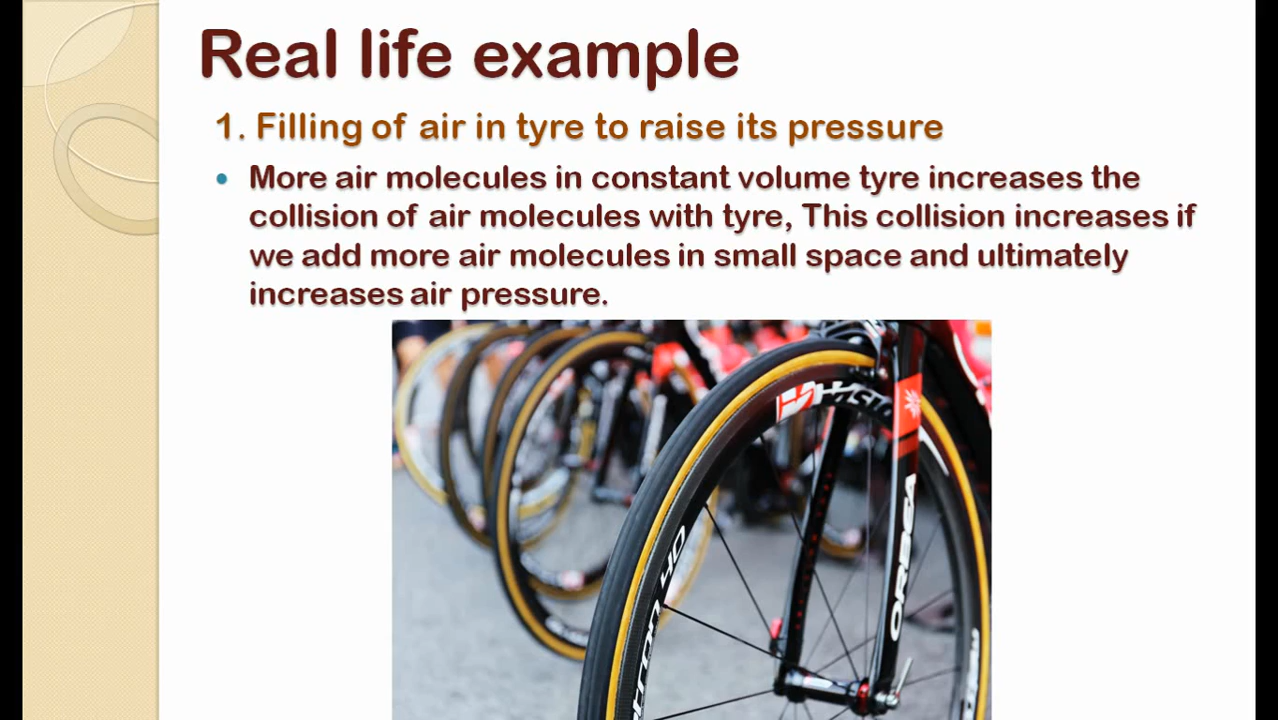 Real life example
1. Filling of air in tyre to raise its pressure
More air molecules in constant volume tyre increases the
collision of air molecules with tyre, This collision increases if
we add more air molecules in small space and ultimately
increases air pressure.
ORBEA
40